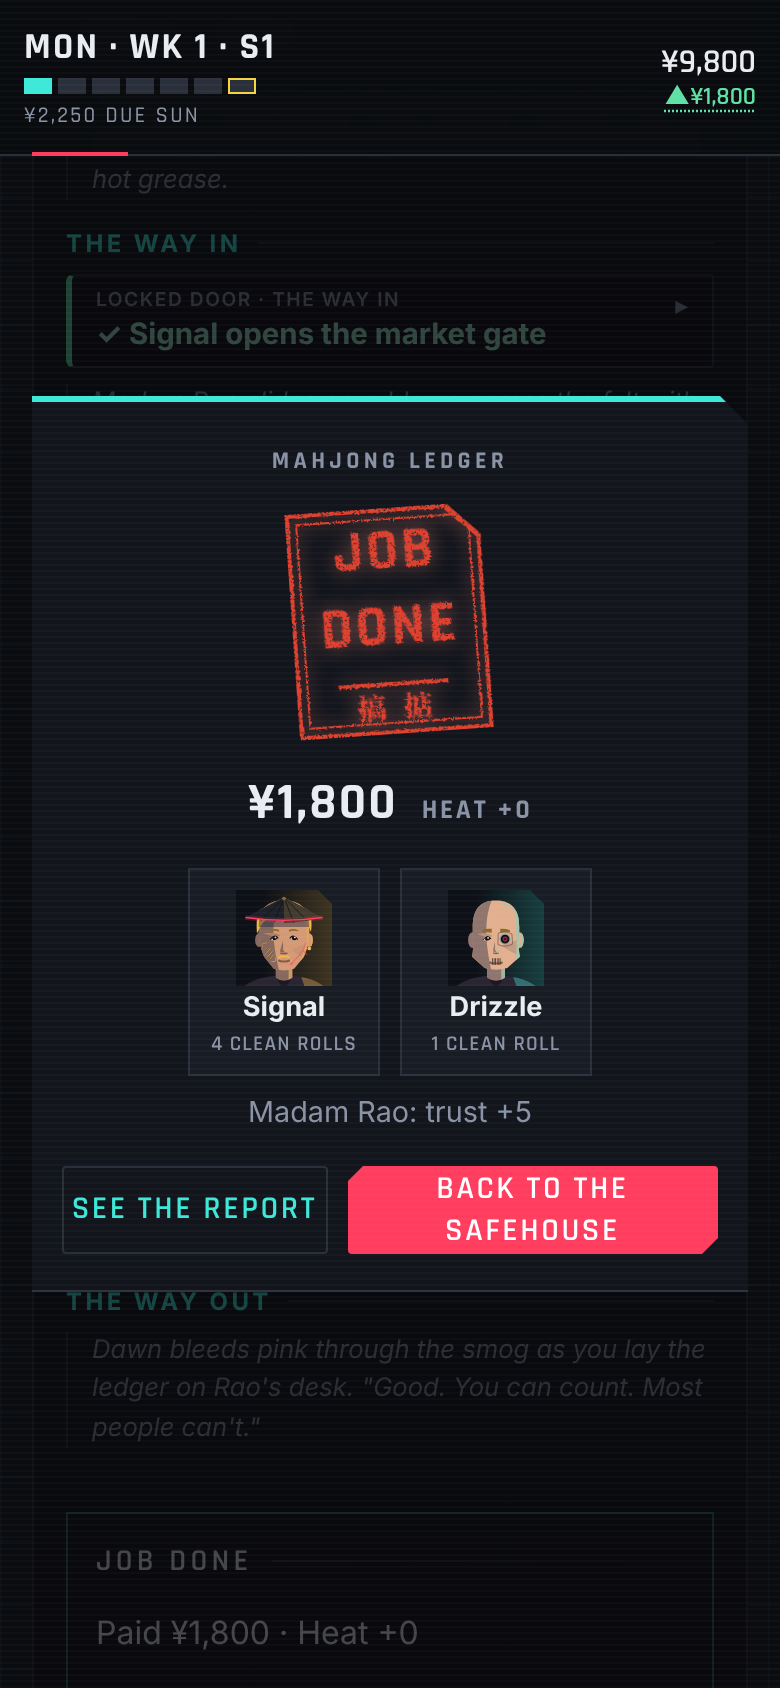 MON · WK 1 · S1
¥9,800
▲¥1,800
¥2,250 DUE SUN
hot grease.
THE WAY IN
LOCKED DOOR · THE WAY IN
✓ Signal opens the market gate
MAHJONG LEDGER
JOB
DONE
搞 掂
¥1,800 HEAT +0
Signal
4 CLEAN ROLLS
Drizzle
1 CLEAN ROLL
Madam Rao: trust +5
SEE THE REPORT
BACK TO THE
SAFEHOUSE
THE WAY OUT
Dawn bleeds pink through the smog as you lay the
ledger on Rao's desk. "Good. You can count. Most
people can't."
JOB DONE
Paid ¥1,800 · Heat +0